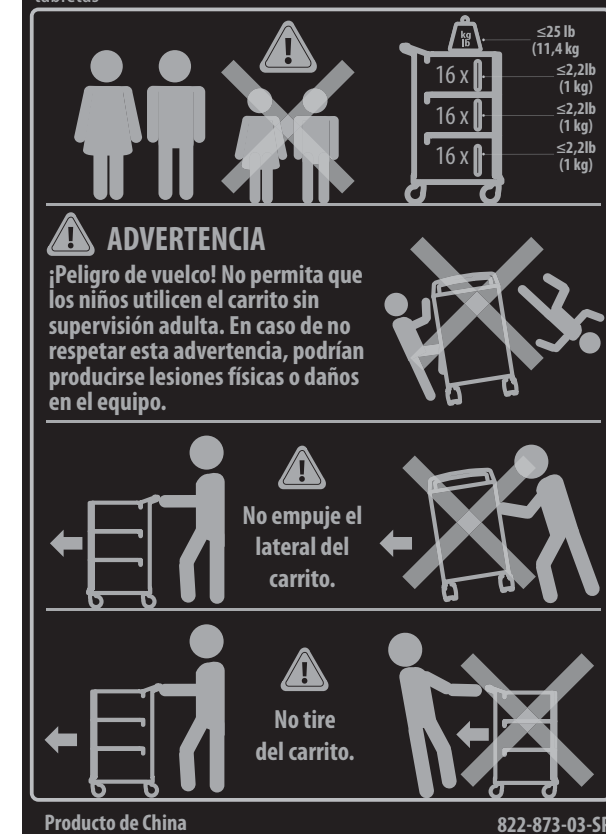 tabletas
kg
lb
≤25 lb
(11,4 kg
16 x
≤2,2lb
(1 kg)
16 x
≤2,2lb
(1 kg)
16 x
≤2,2lb
(1 kg)
ADVERTENCIA
¡Peligro de vuelco! No permita que
los niños utilicen el carrito sin
supervisión adulta. En caso de no
respetar esta advertencia, podrían
producirse lesiones físicas o daños
en el equipo.
No empuje el
lateral del
carrito.
No tire
del carrito.
Producto de China
822-873-03-SP